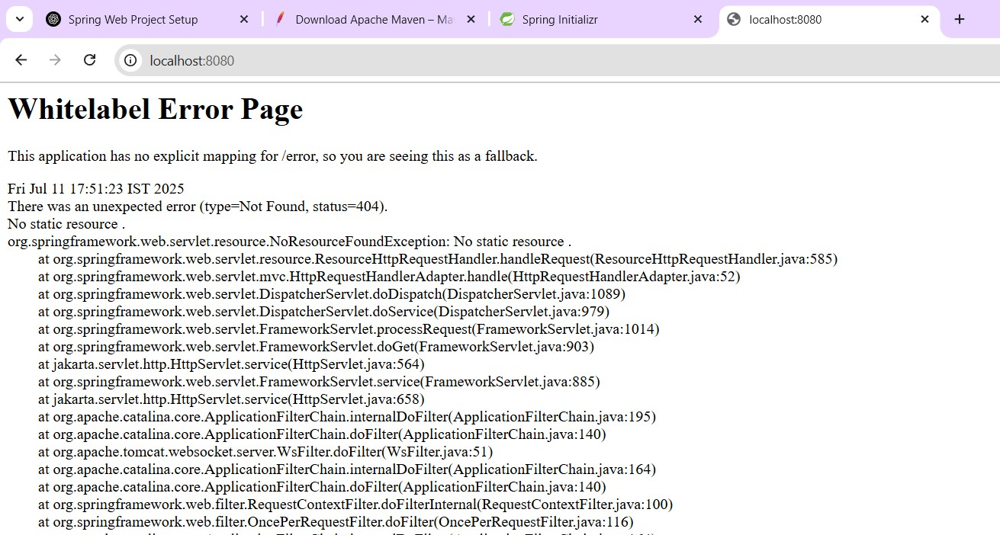 Spring Web Project Setup
Download Apache Maven – Ma
Spring Initializr
localhost:8080
localhost:8080
Whitelabel Error Page
This application has no explicit mapping for /error, so you are seeing this as a fallback.
Fri Jul 11 17:51:23 IST 2025
There was an unexpected error (type=Not Found, status=404).
No static resource .
org.springframework.web.servlet.resource.NoResourceFoundException: No static resource .
at org.springframework.web.servlet.resource.ResourceHttpRequestHandler.handleRequest(ResourceHttpRequestHandler.java:585)
at org.springframework.web.servlet.mvc.HttpRequestHandlerAdapter.handle(HttpRequestHandlerAdapter.java:52)
at org.springframework.web.servlet.DispatcherServlet.doDispatch(DispatcherServlet.java:1089)
at org.springframework.web.servlet.DispatcherServlet.doService(DispatcherServlet.java:979)
at org.springframework.web.servlet.FrameworkServlet.processRequest(FrameworkServlet.java:1014)
at org.springframework.web.servlet.FrameworkServlet.doGet(FrameworkServlet.java:903)
at jakarta.servlet.http.HttpServlet.service(HttpServlet.java:564)
at org.springframework.web.servlet.FrameworkServlet.service(FrameworkServlet.java:885)
at jakarta.servlet.http.HttpServlet.service(HttpServlet.java:658)
at org.apache.catalina.core.ApplicationFilterChain.internalDoFilter(ApplicationFilterChain.java:195)
at org.apache.catalina.core.ApplicationFilterChain.doFilter(ApplicationFilterChain.java:140)
at org.apache.tomcat.websocket.server.WsFilter.doFilter(WsFilter.java:51)
at org.apache.catalina.core.ApplicationFilterChain.internalDoFilter(ApplicationFilterChain.java:164)
at org.apache.catalina.core.ApplicationFilterChain.doFilter(ApplicationFilterChain.java:140)
at org.springframework.web.filter.RequestContextFilter.doFilterInternal(RequestContextFilter.java:100)
at org.springframework.web.filter.OncePerRequestFilter.doFilter(OncePerRequestFilter.java:116)